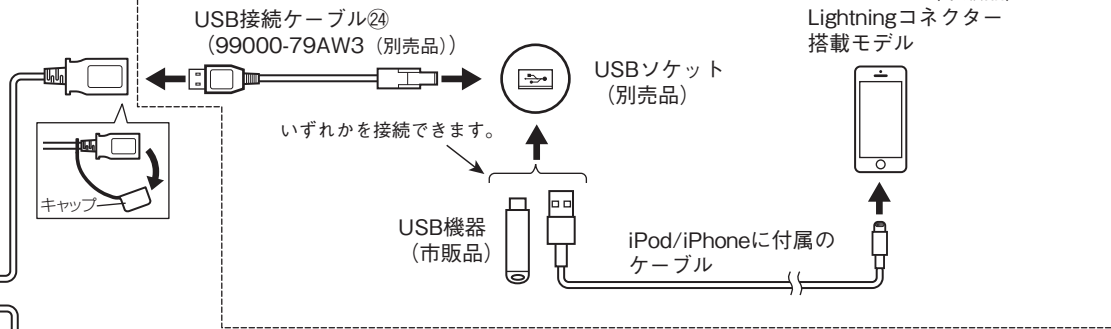 USB接続ケーブル㉔
（99000-79AW3（別売品））
Lightningコネクター
搭載モデル
USBソケット
（別売品）
いずれかを接続できます。
キャップ
USB機器
（市販品）
iPod/iPhoneに付属の
ケーブル